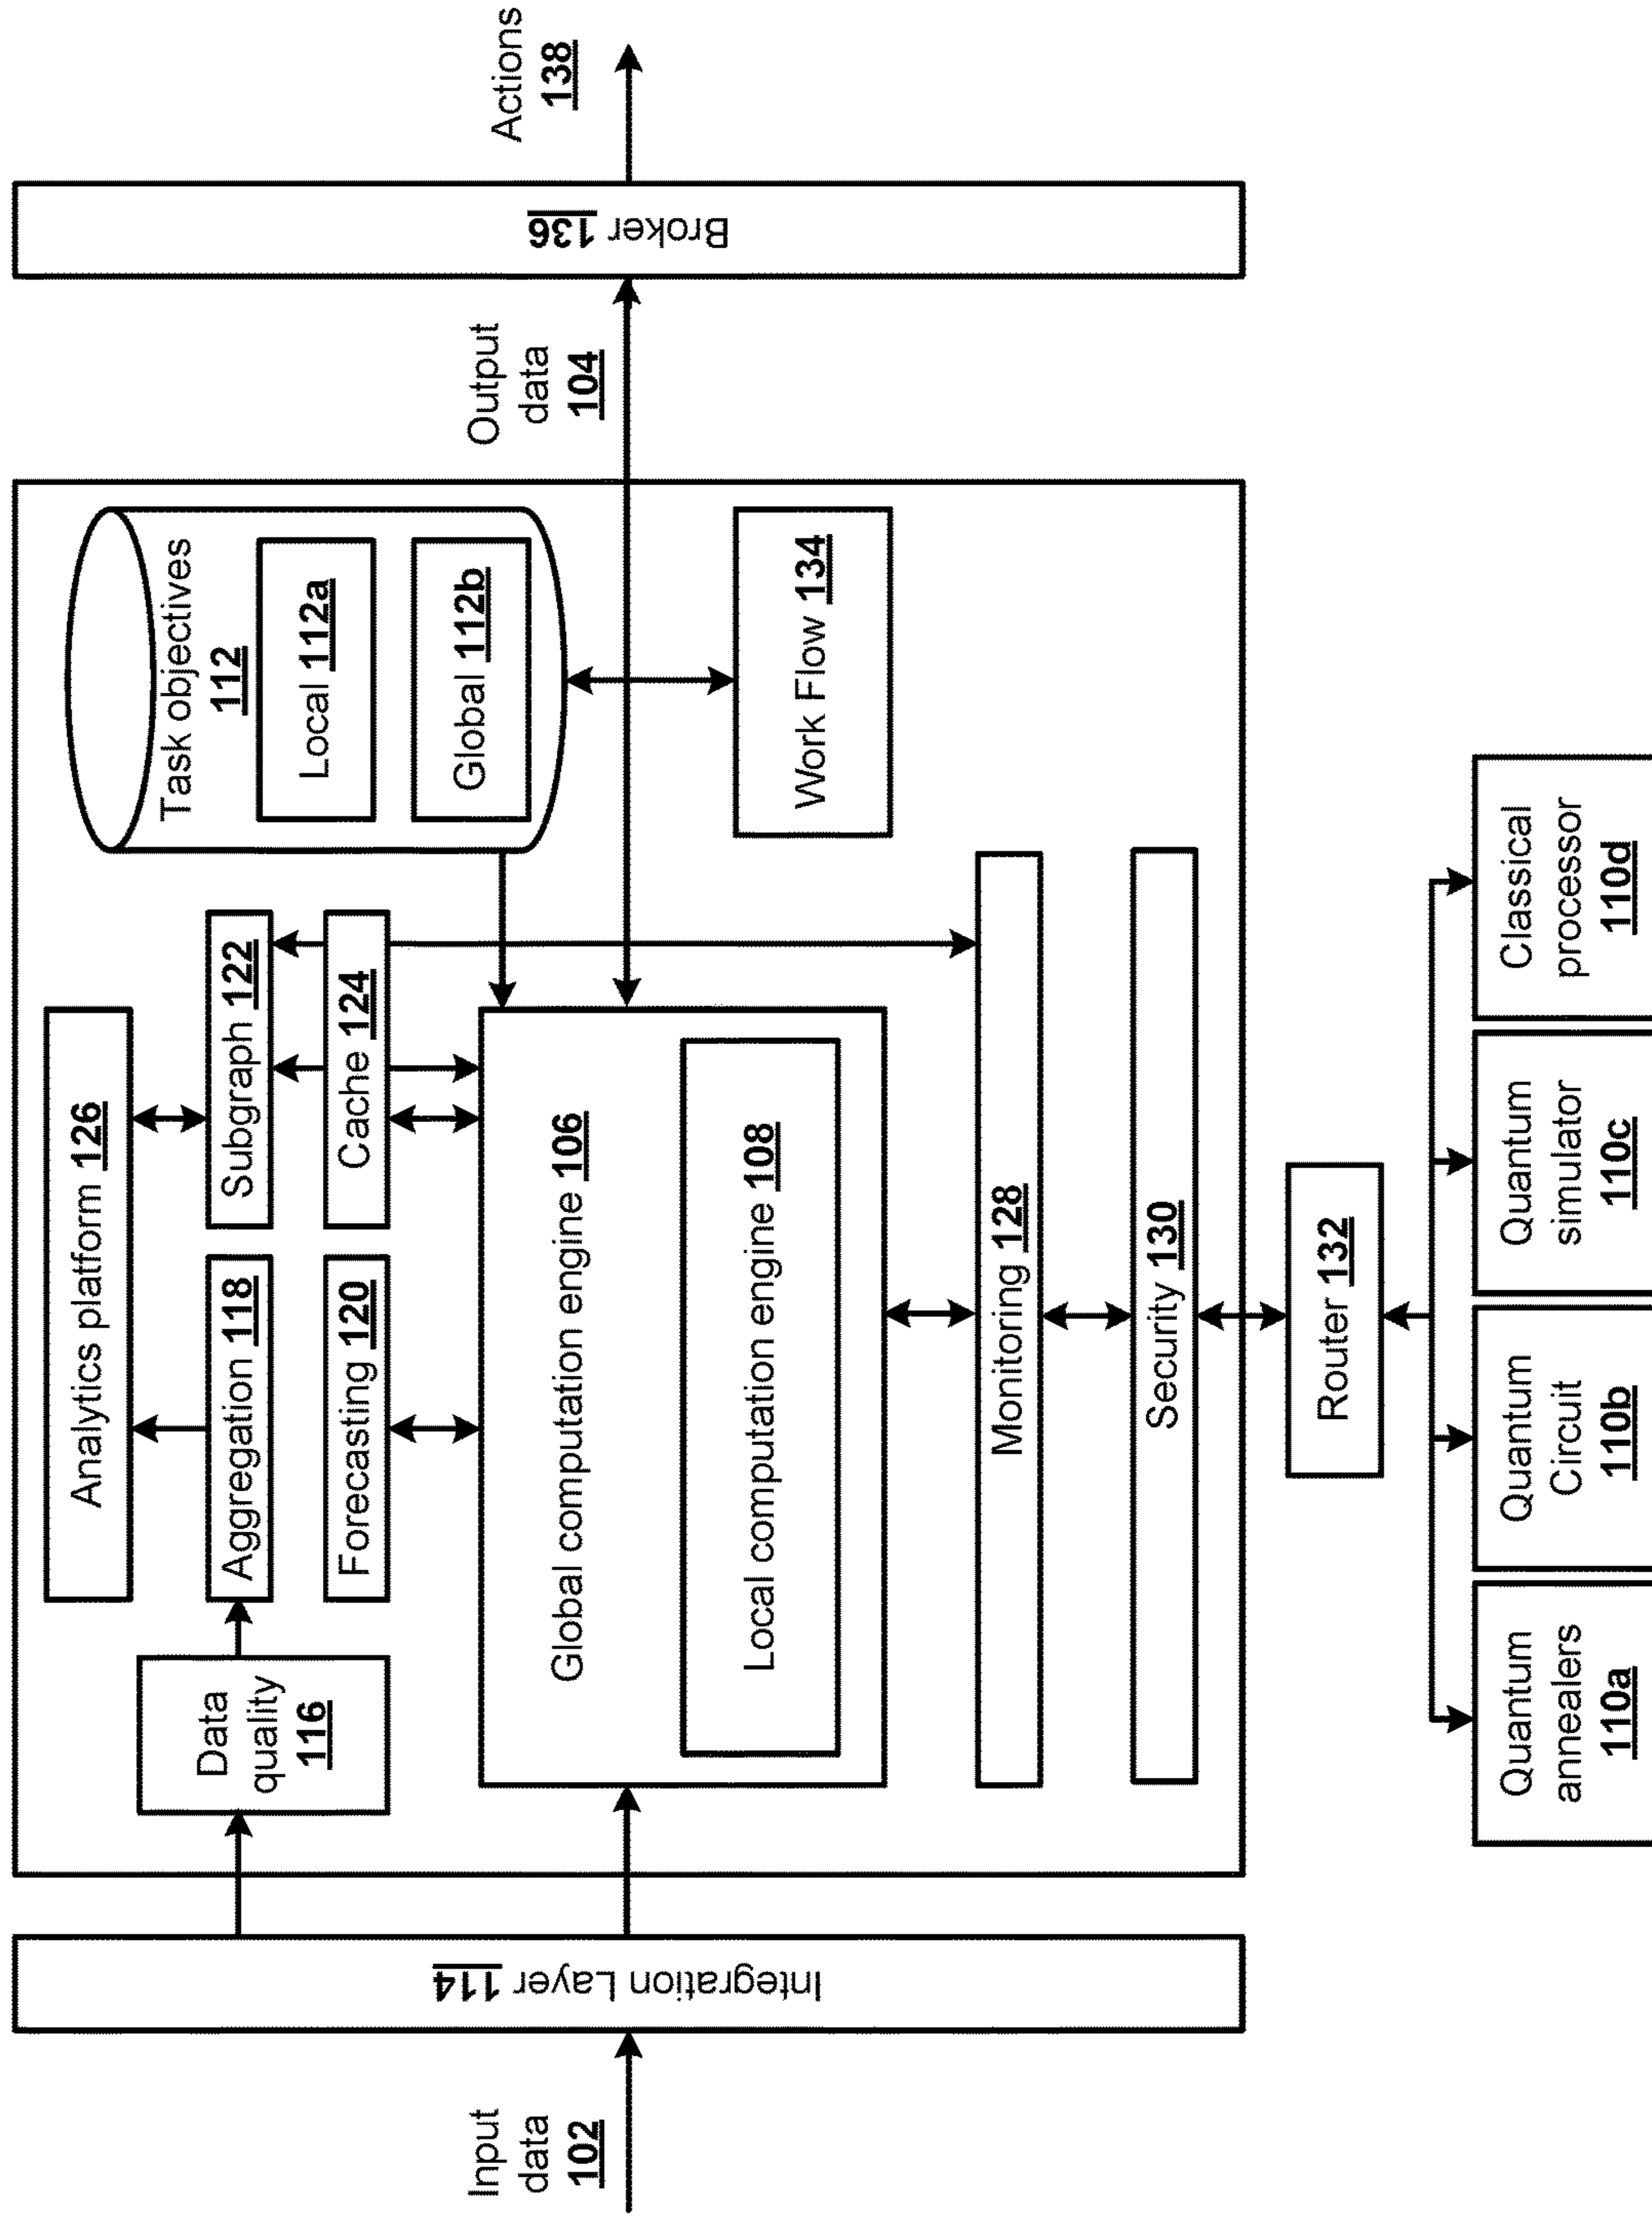 Input
data
102
Integration Layer 114
Data
quality
116
Analytics platform 126
Aggregation 118
Subgraph 122
Forecasting 120
Cache 124
Global computation engine 106
Local computation engine 108
Monitoring 128
Security 130
Task objectives
112
Local 112a
Global 112b
Work Flow 134
Output
data
104
Broker 136
Actions
138
Router 132
Quantum
annealers
110a
Quantum
Circuit
110b
Quantum
simulator
110c
Classical
processor
110d